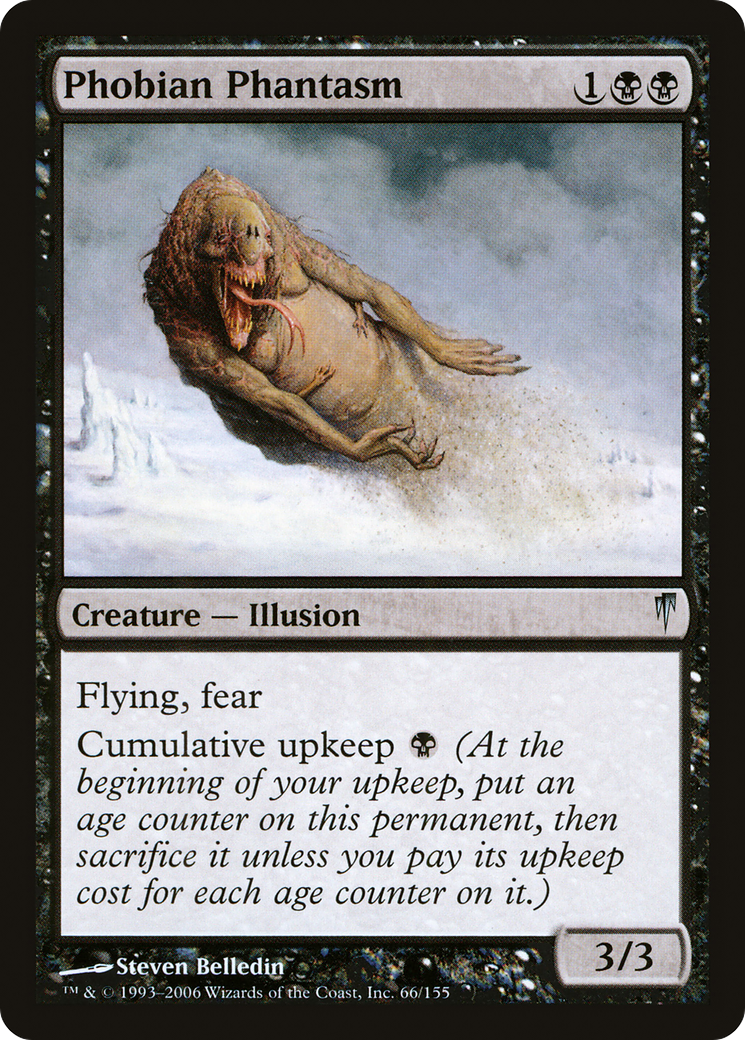 Phobian Phantasm 1
Creature — Illusion
Flying, fear
Cumulative upkeep (At the
beginning of your upkeep, put an
age counter on this permanent, then
sacrifice it unless you pay its upkeep
cost for each age counter on it.)
3/3
Steven Belledin
™ & © 1993–2006 Wizards of the Coast, Inc. 66/155